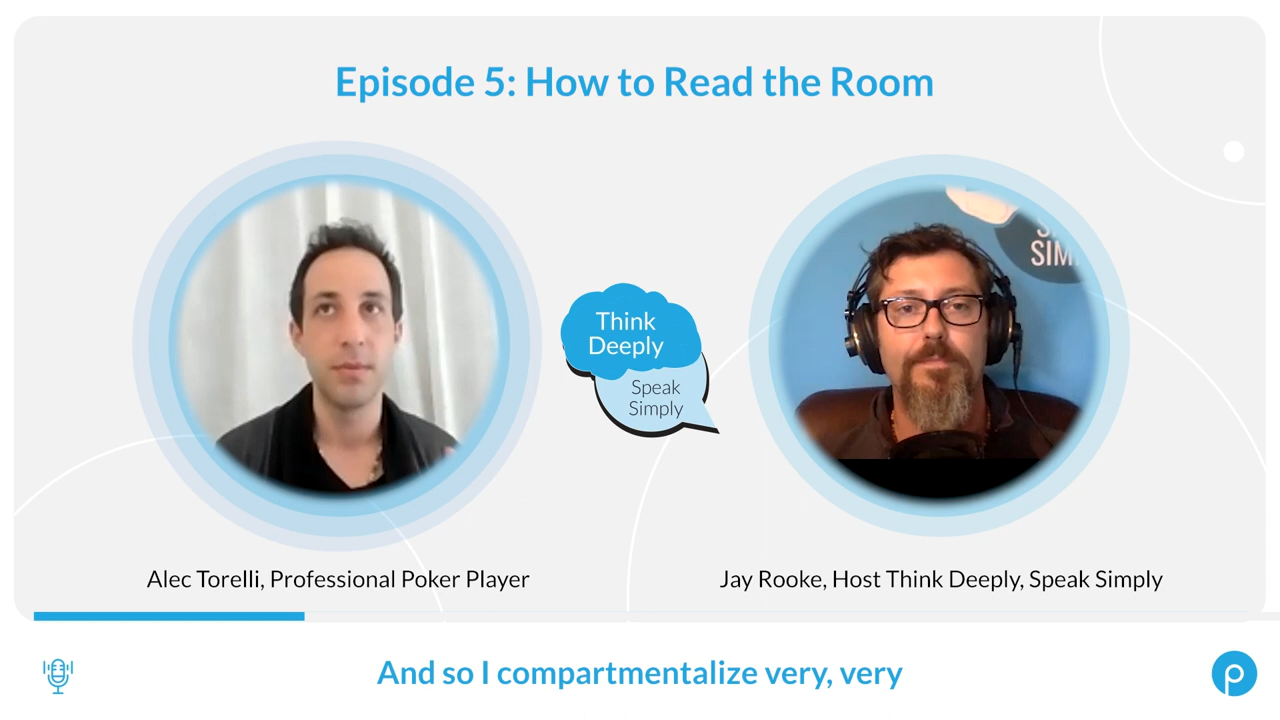 Episode 5: How to Read the Room
SIM
Think
Deeply
Speak
Simply
Alec Torelli, Professional Poker Player
Jay Rooke, Host Think Deeply, Speak Simply
And so I compartmentalize very, very